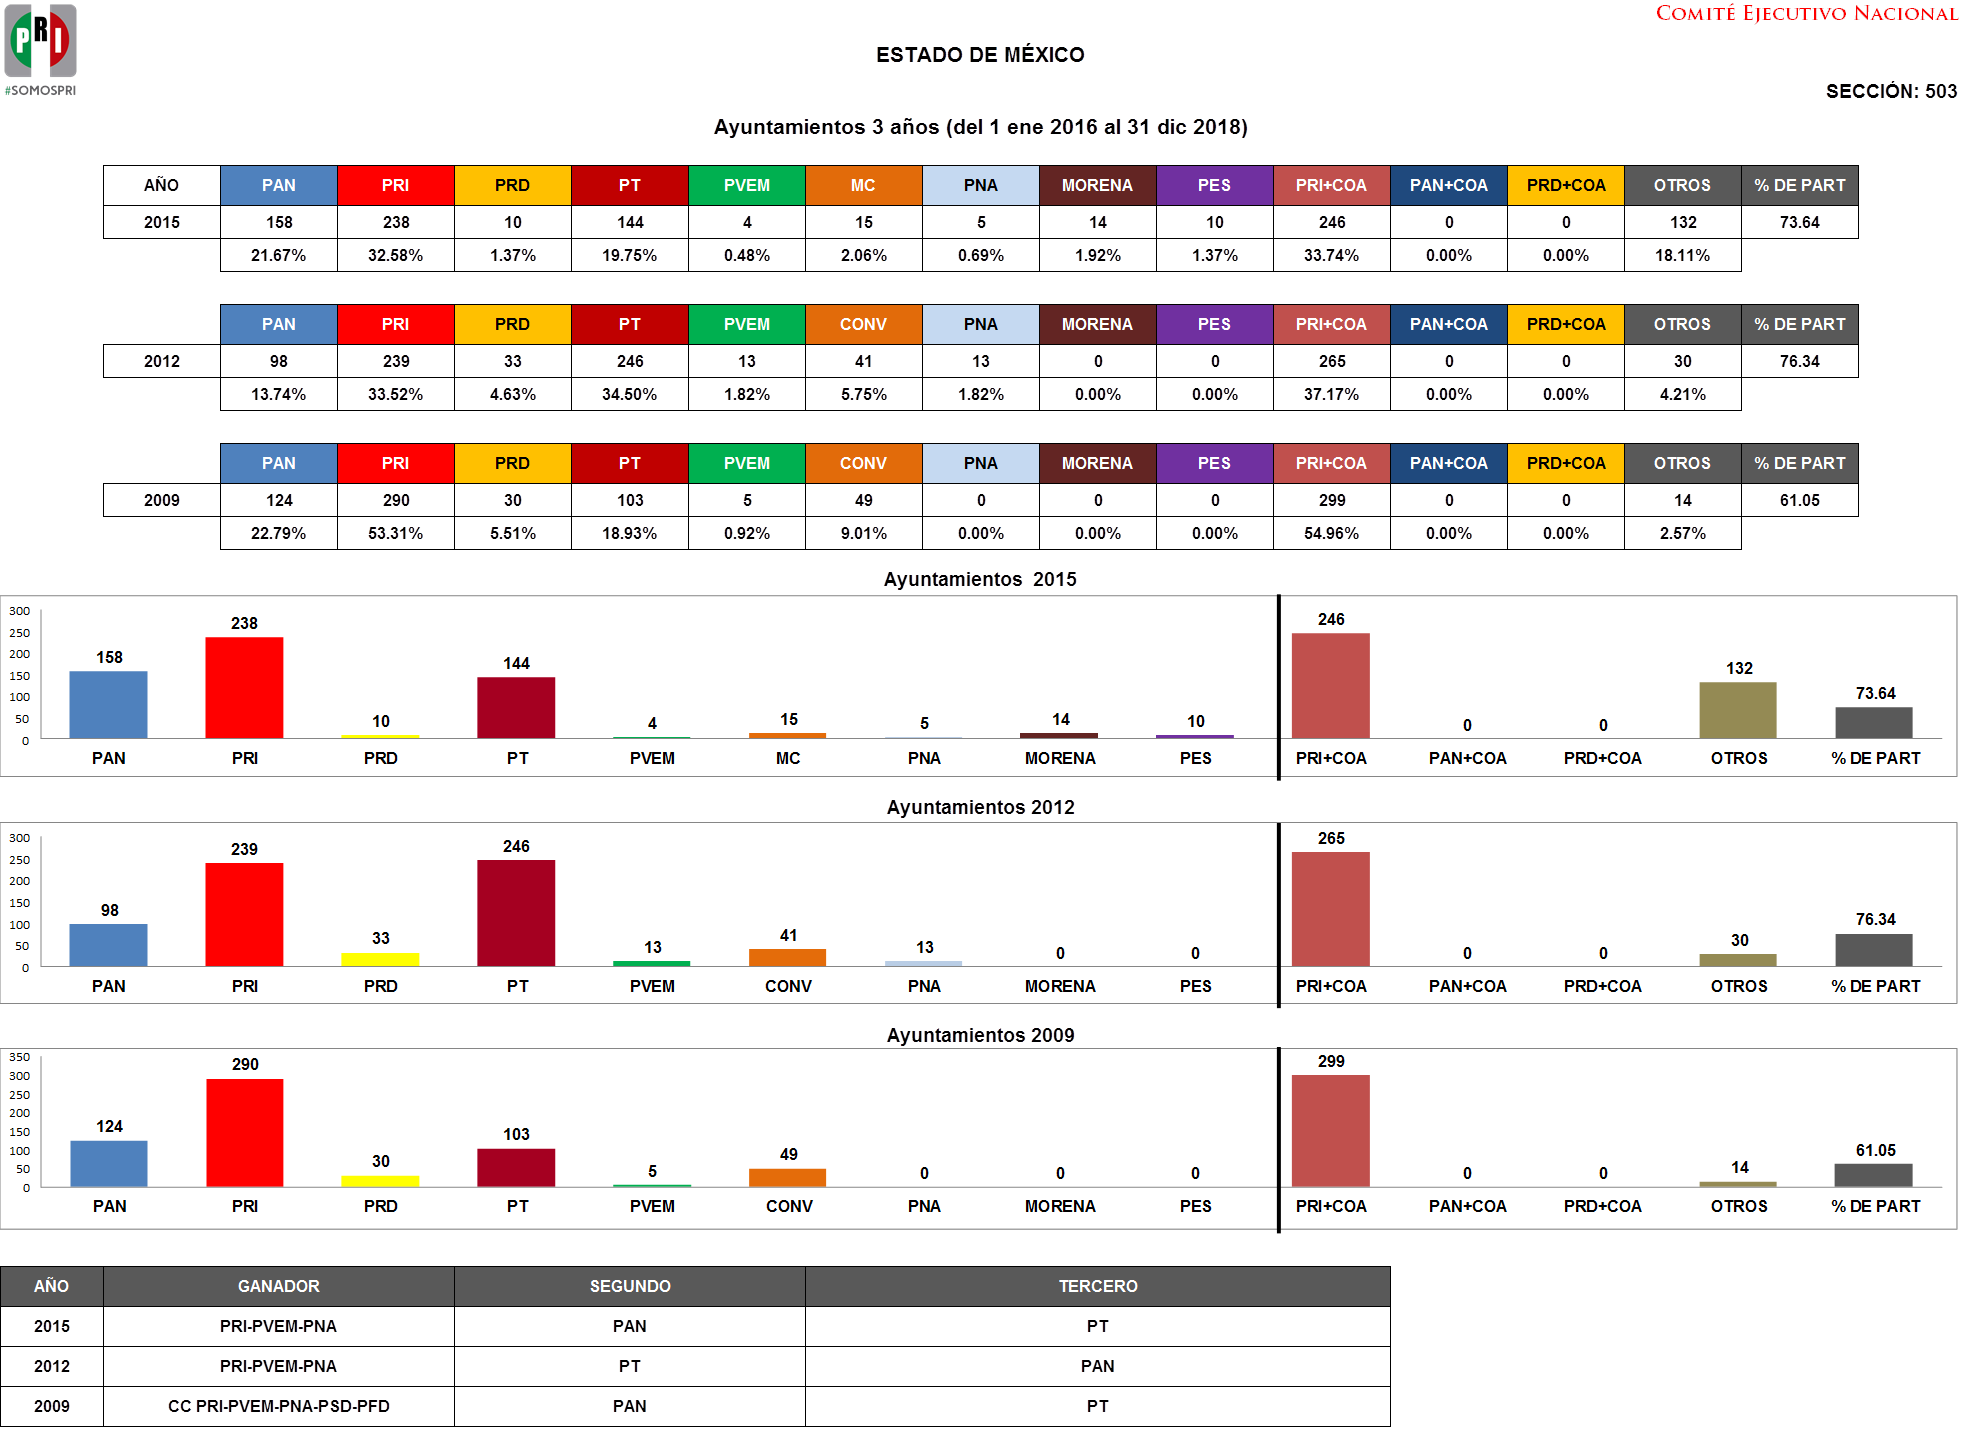 PRI
#SOMOSPRI
COMITÉ EJECUTIVO NACIONAL
ESTADO DE MÉXICO
SECCIÓN: 503
Ayuntamientos 3 años (del 1 ene 2016 al 31 dic 2018)
AÑO PAN PRI PRD PT PVEM MC PNA MORENA PES PRI+COA PAN+COA PRD+COA OTROS % DE PART
2015 158 238 10 144 4 15 5 14 10 246 0 0 132 73.64
21.67% 32.58% 1.37% 19.75% 0.48% 2.06% 0.69% 1.92% 1.37% 33.74% 0.00% 0.00% 18.11%
PAN PRI PRD PT PVEM CONV PNA MORENA PES PRI+COA PAN+COA PRD+COA OTROS % DE PART
2012 98 239 33 246 13 41 13 0 0 265 0 0 30 76.34
13.74% 33.52% 4.63% 34.50% 1.82% 5.75% 1.82% 0.00% 0.00% 37.17% 0.00% 0.00% 4.21%
PAN PRI PRD PT PVEM CONV PNA MORENA PES PRI+COA PAN+COA PRD+COA OTROS % DE PART
2009 124 290 30 103 5 49 0 0 0 299 0 0 14 61.05
22.79% 53.31% 5.51% 18.93% 0.92% 9.01% 0.00% 0.00% 0.00% 54.96% 0.00% 0.00% 2.57%
Ayuntamientos 2015
300
250
200
150
100
50
0
158 238 10 144 4 15 5 14 10 246 0 0 132 73.64
PAN PRI PRD PT PVEM MC PNA MORENA PES PRI+COA PAN+COA PRD+COA OTROS % DE PART
Ayuntamientos 2012
300
250
200
150
100
50
0
98 239 33 246 13 41 13 0 0 265 0 0 30 76.34
PAN PRI PRD PT PVEM CONV PNA MORENA PES PRI+COA PAN+COA PRD+COA OTROS % DE PART
Ayuntamientos 2009
350
300
250
200
150
100
50
0
124 290 30 103 5 49 0 0 0 299 0 0 14 61.05
PAN PRI PRD PT PVEM CONV PNA MORENA PES PRI+COA PAN+COA PRD+COA OTROS % DE PART
AÑO GANADOR SEGUNDO TERCERO
2015 PRI-PVEM-PNA PAN PT
2012 PRI-PVEM-PNA PT PAN
2009 CC PRI-PVEM-PNA-PSD-PFD PAN PT